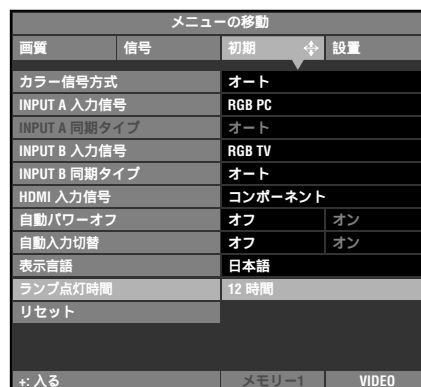 メニューの移動
画質 信号 初期 設置
カラー信号方式 オート
INPUT A 入力信号 RGB PC
INPUT A 同期タイプ オート
INPUT B 入力信号 RGB TV
INPUT B 同期タイプ オート
HDMI 入力信号 コンポーネント
自動パワーオフ オフ オン
自動入力切替 オフ オン
表示言語 日本語
ランプ点灯時間 12 時間
リセット
+: 入る メモリー1 VIDEO